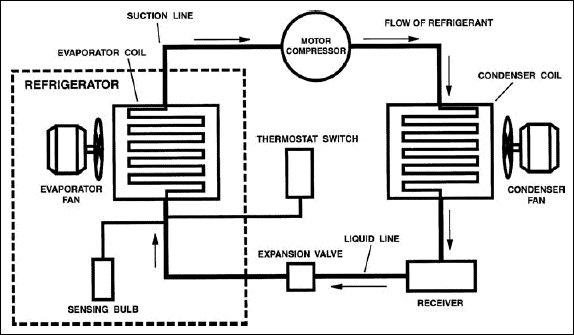 SUCTION LINE
MOTOR
COMPRESSOR
FLOW OF REFRIGERANT
EVAPORATOR COIL
CONDENSER COIL
REFRIGERATOR
THERMOSTAT SWITCH
EVAPORATOR
FAN
CONDENSER
FAN
LIQUID LINE
EXPANSION VALVE
SENSING BULB
RECEIVER